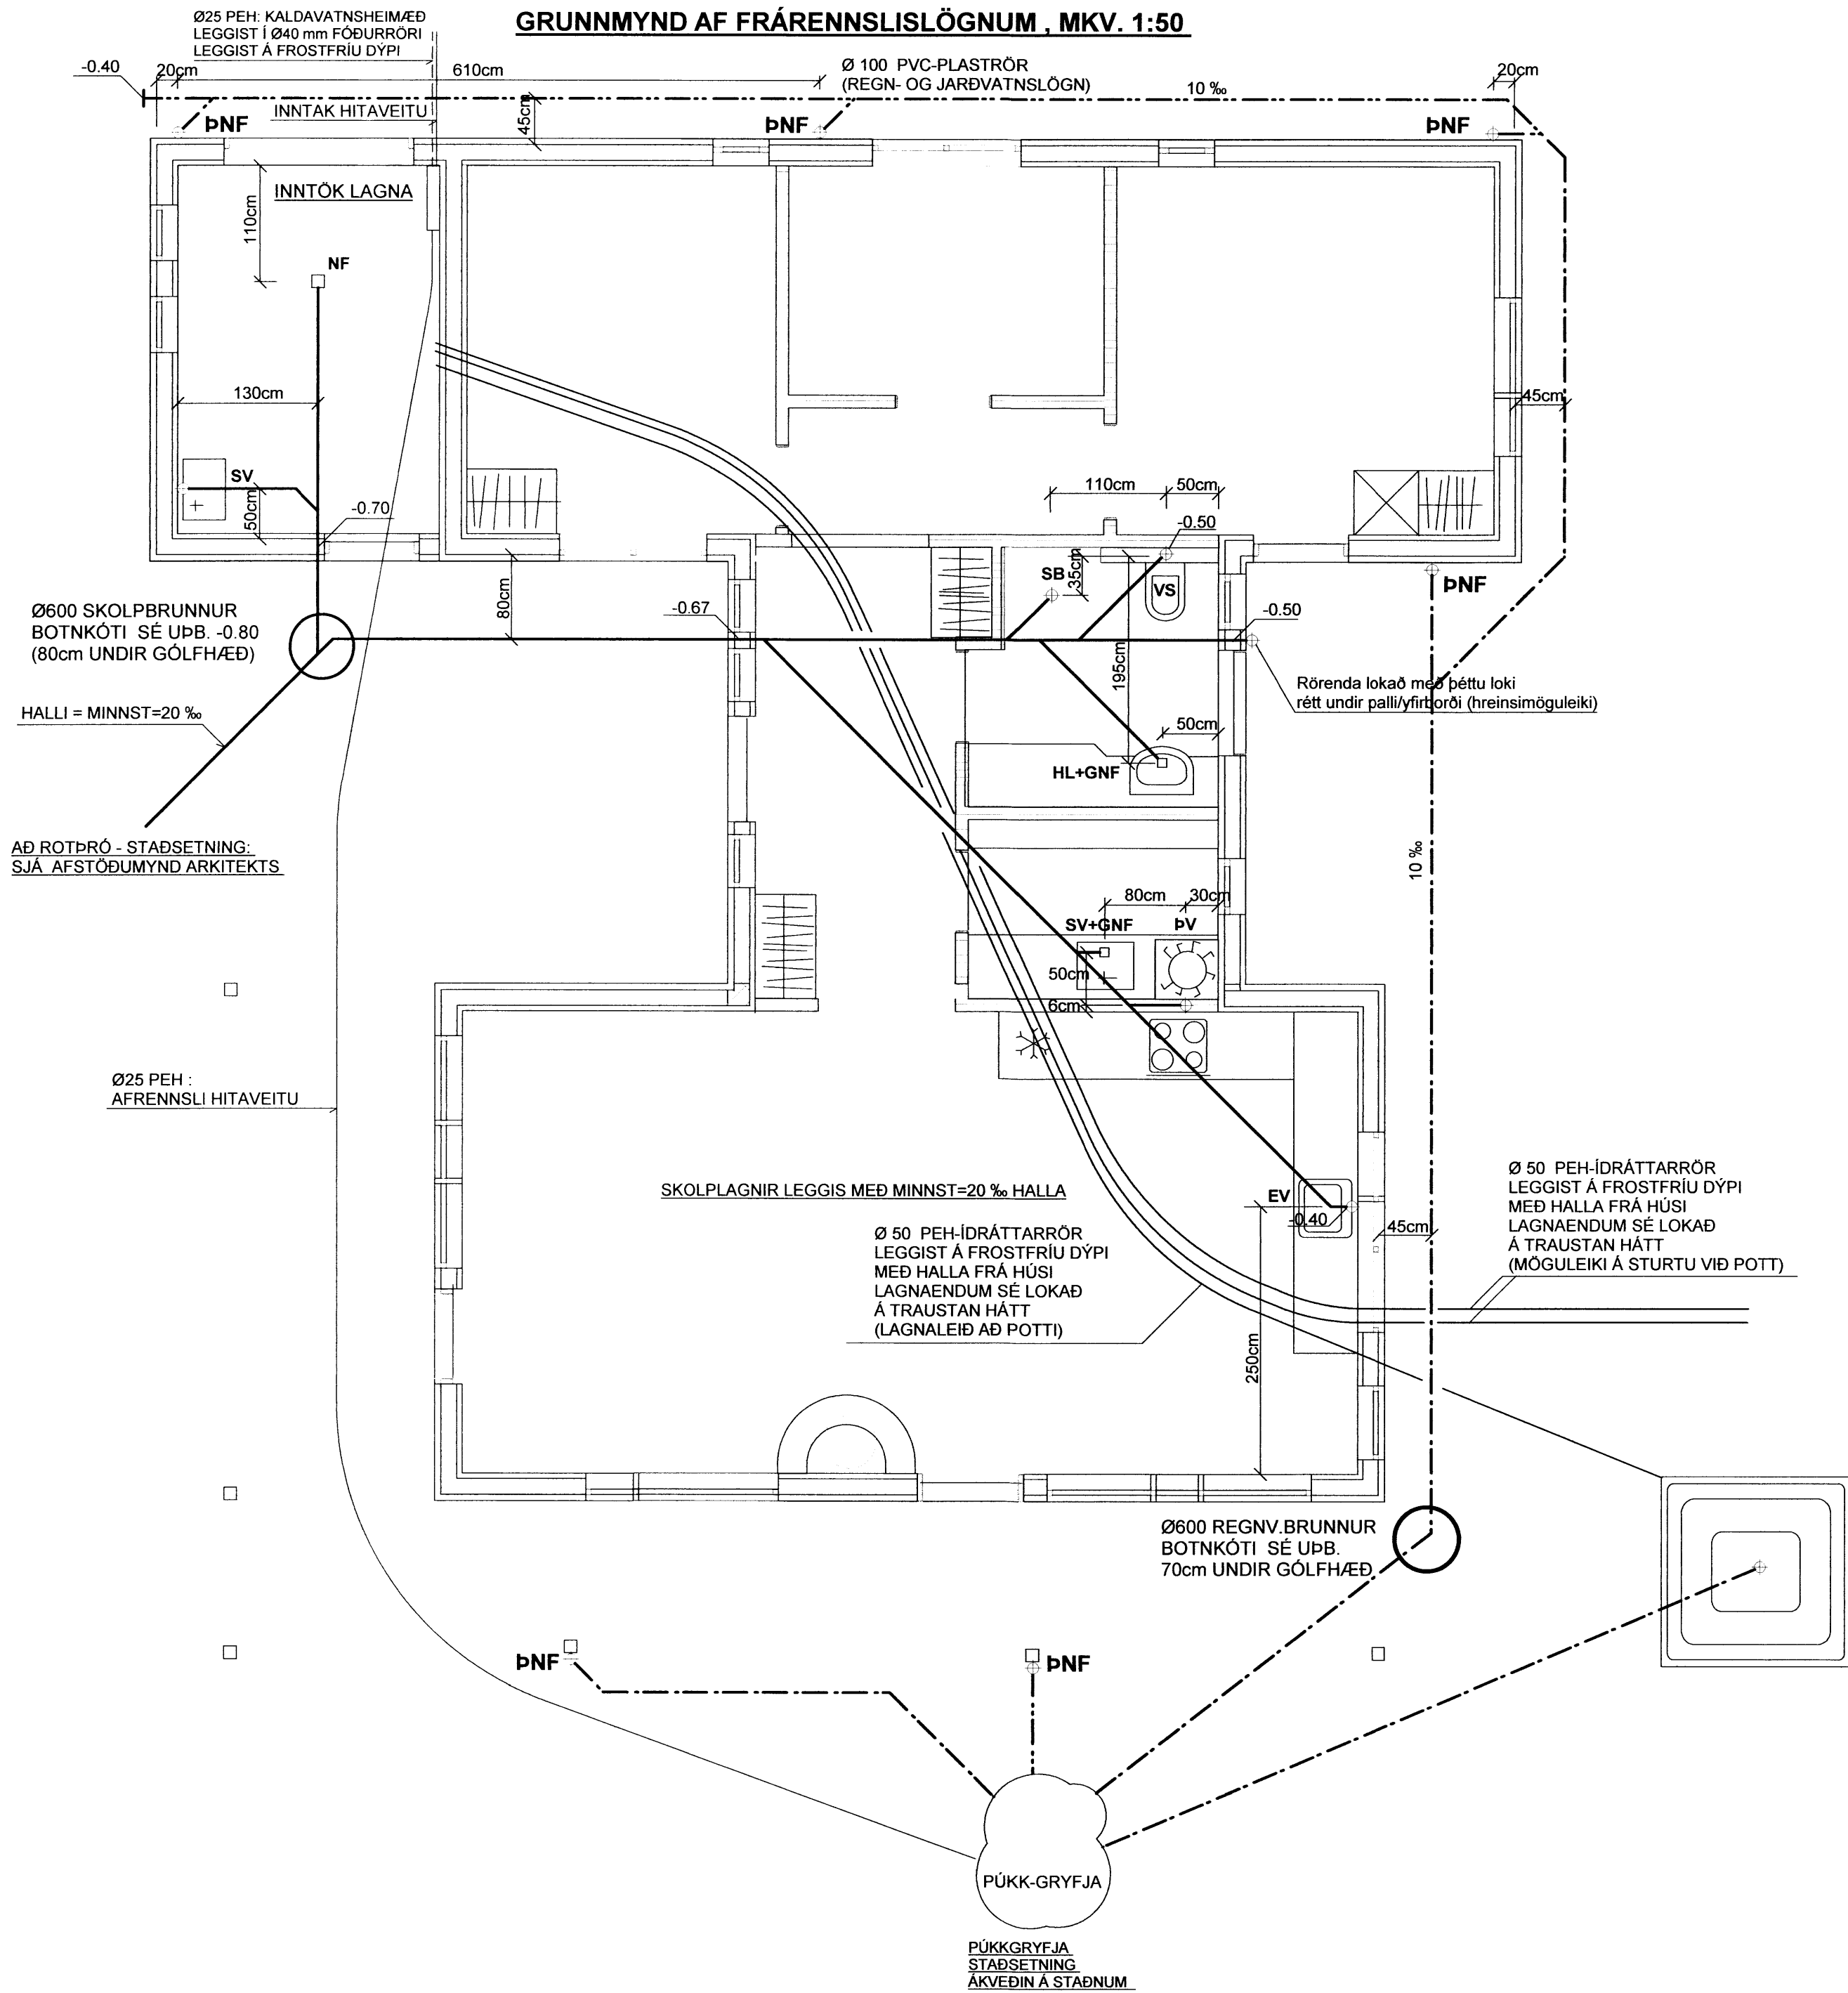 GRUNNMYND AF FRÁRENNSLISLÖGNUM , MKV. 1:50
Ø25 PEH: KALDAVATNSHEIMÆÐ
LEGGIST Í Ø40 mm FÓÐURRÖRI
LEGGIST Á FROSTFRÍU DÝPI
-0.40
20cm
610cm
Ø 100 PVC-PLASTRÖR
(REGN- OG JARÐVATNSLÖGN)
10 ‰
20cm
INNTAK HITAVEITU
45cm
ÞNF
ÞNF
ÞNF
INNTÖK LAGNA
110cm
NF
130cm
45cm
SV
50cm
-0.70
110cm
50cm
-0.50
SB
35cm
VS
ÞNF
Ø600 SKOLPBRUNNUR
BOTNKÓTI SÉ UÞB. -0.80
(80cm UNDIR GÓLFHÆÐ)
80cm
-0.67
-0.50
195cm
Rörenda lokað með þéttu loki
rétt undir palli/yfirborði (hreinsimöguleiki)
HALLI = MINNST=20 ‰
50cm
HL+GNF
AÐ ROTÞRÓ - STAÐSETNING:
SJÁ AFSTÖÐUMYND ARKITEKTS
10 ‰
80cm
30cm
SV+GNF
ÞV
50cm
6cm
Ø25 PEH :
AFRENNSLI HITAVEITU
SKOLPLAGNIR LEGGIS MEÐ MINNST=20 ‰ HALLA
EV
-0.40
45cm
Ø 50 PEH-ÍDRÁTTARRÖR
LEGGIST Á FROSTFRÍU DÝPI
MEÐ HALLA FRÁ HÚSI
LAGNAENDUM SÉ LOKAÐ
Á TRAUSTAN HÁTT
(LAGNALEIÐ AÐ POTTI)
Ø 50 PEH-ÍDRÁTTARRÖR
LEGGIST Á FROSTFRÍU DÝPI
MEÐ HALLA FRÁ HÚSI
LAGNAENDUM SÉ LOKAÐ
Á TRAUSTAN HÁTT
(MÖGULEIKI Á STURTU VIÐ POTT)
250cm
Ø600 REGNV.BRUNNUR
BOTNKÓTI SÉ UÞB.
70cm UNDIR GÓLFHÆÐ
ÞNF
ÞNF
PÚKK-GRYFJA
PÚKKGRYFJA
STAÐSETNING
ÁKVEÐIN Á STAÐNUM